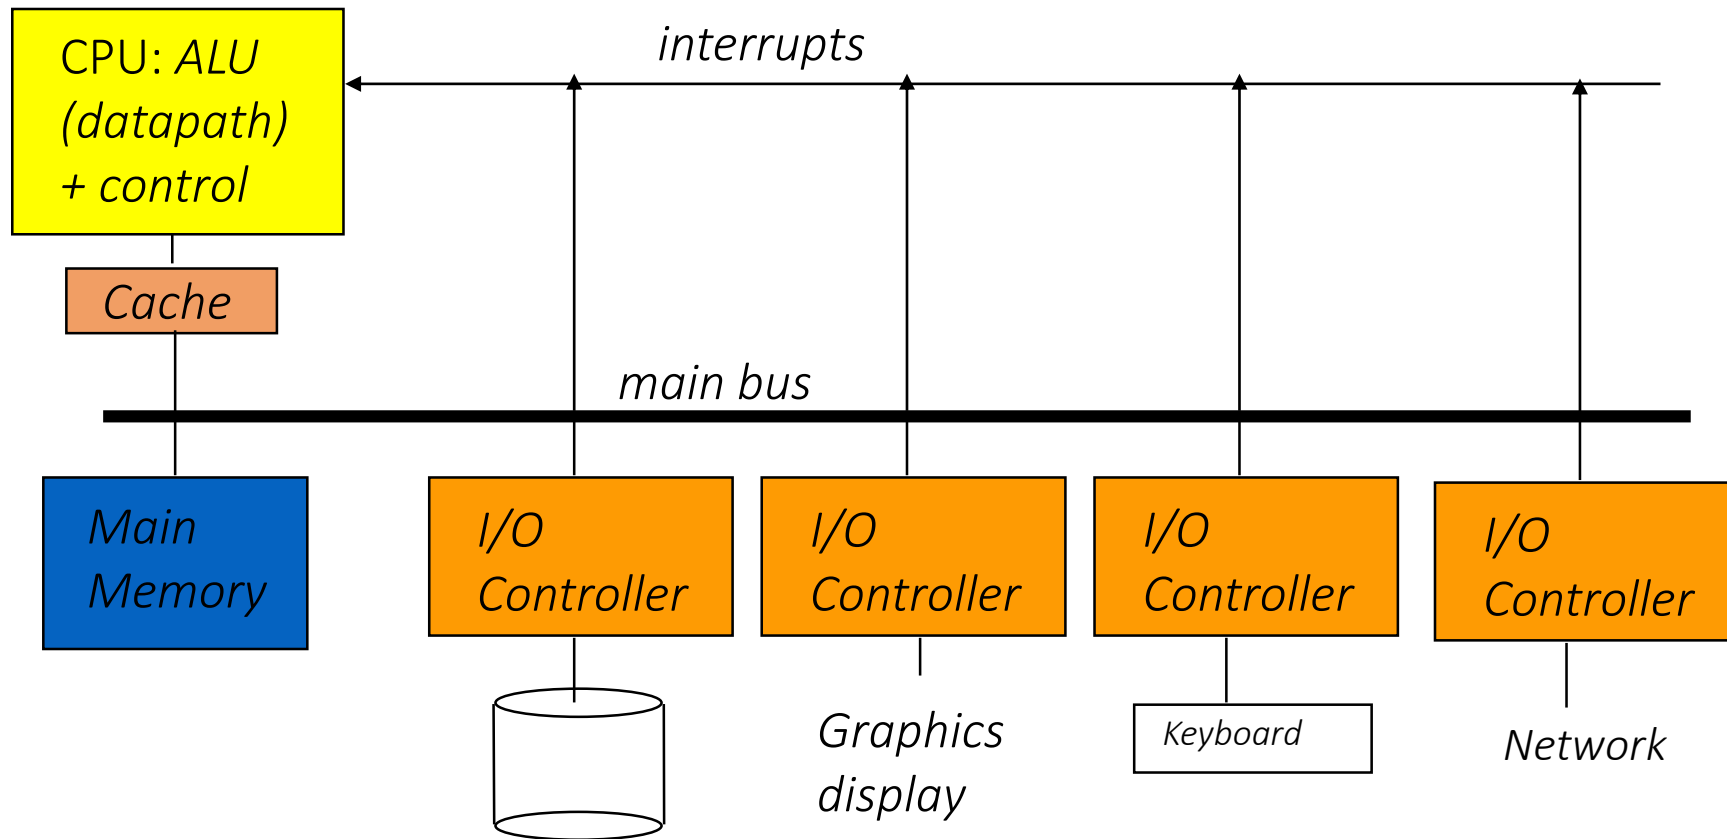 CPU: ALU
(datapath)
+ control
interrupts
Cache
main bus
Main
Memory
I/O
Controller
I/O
Controller
I/O
Controller
I/O
Controller
Graphics
display
Keyboard
Network